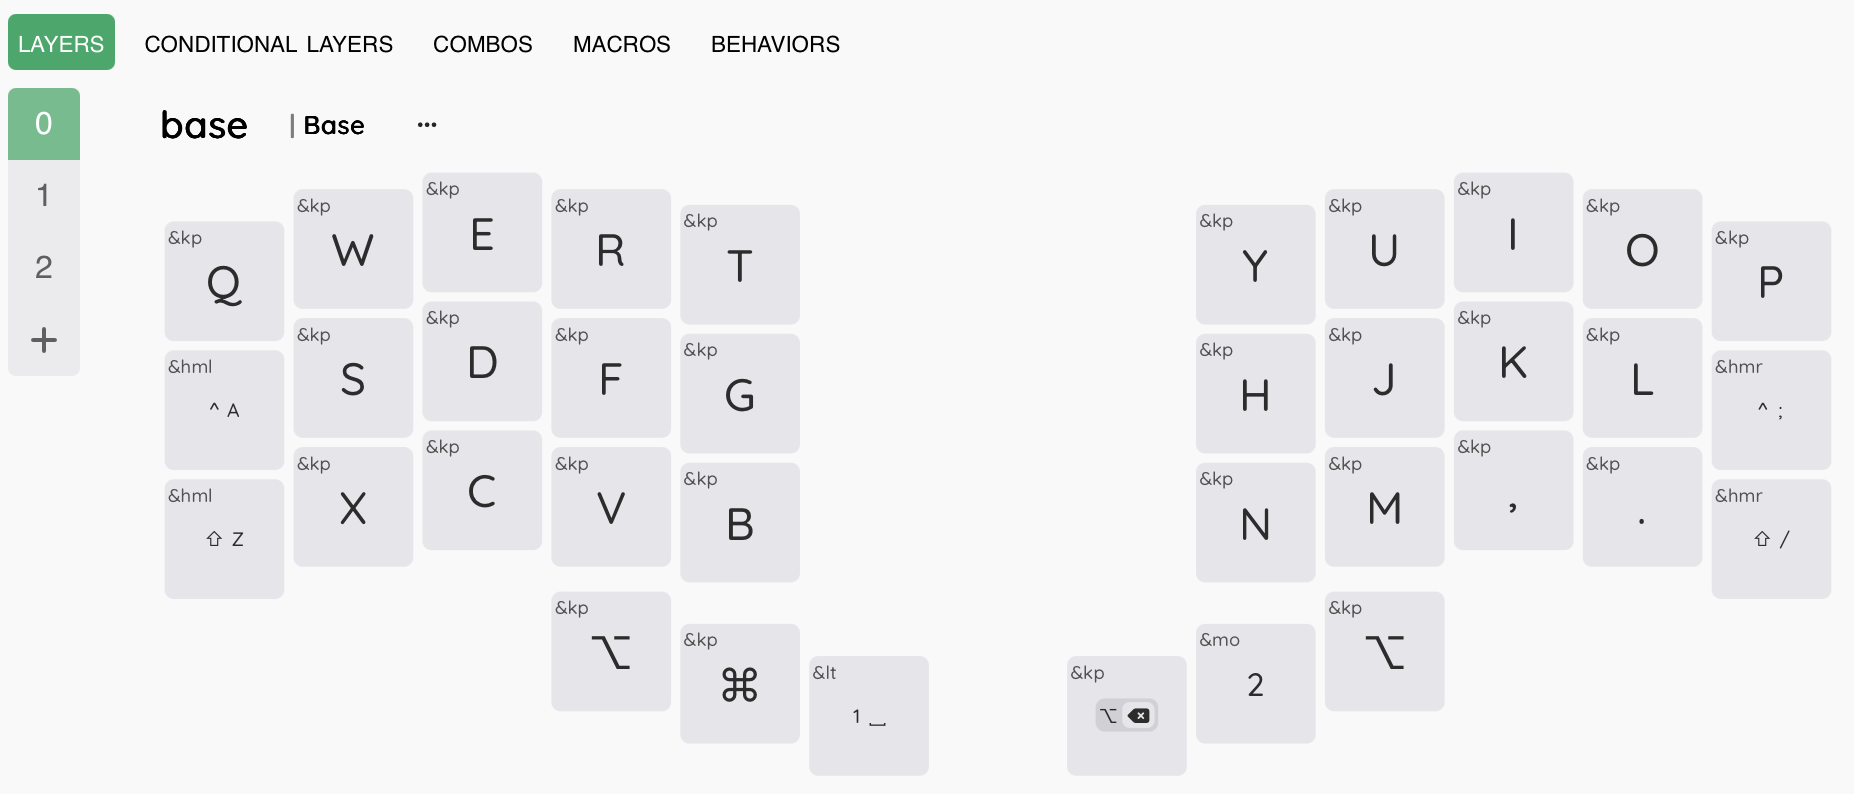 LAYERS CONDITIONAL LAYERS COMBOS MACROS BEHAVIORS
0
1
2
+
base | Base ...
&kp Q &kp W &kp E &kp R &kp T &kp Y &kp U &kp I &kp O &kp P
&hml ^ A &kp S &kp D &kp F &kp G &kp H &kp J &kp K &kp L &hmr ^ ;
&hml ⇧ Z &kp X &kp C &kp V &kp B &kp N &kp M &kp , &kp . &hmr ⇧ /
&kp ⌥ &kp ⌘ &lt 1 ⎵ &kp ⌥ ⌫ &mo 2 &kp ⌥